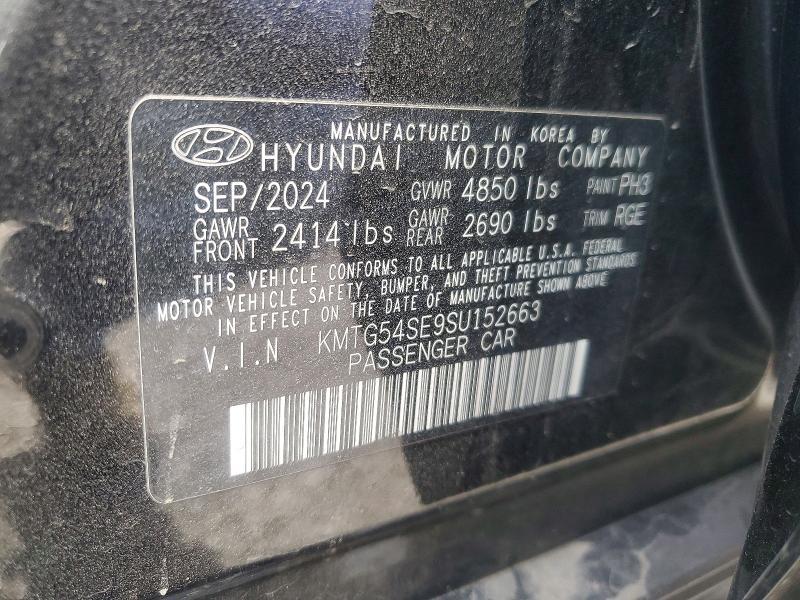 MANUFACTURED IN KOREA BY
HYUNDAI MOTOR COMPANY
SEP/2024 GVWR 4850 lbs PAINT PH3
GAWR FRONT 2414 lbs GAWR REAR 2690 lbs TRIM RGE
THIS VEHICLE CONFORMS TO ALL APPLICABLE U.S.A. FEDERAL
MOTOR VEHICLE SAFETY, BUMPER, AND THEFT PREVENTION STANDARDS
IN EFFECT ON THE DATE OF MANUFACTURE SHOWN ABOVE
V.I.N KMTG54SE9SU152663
PASSENGER CAR